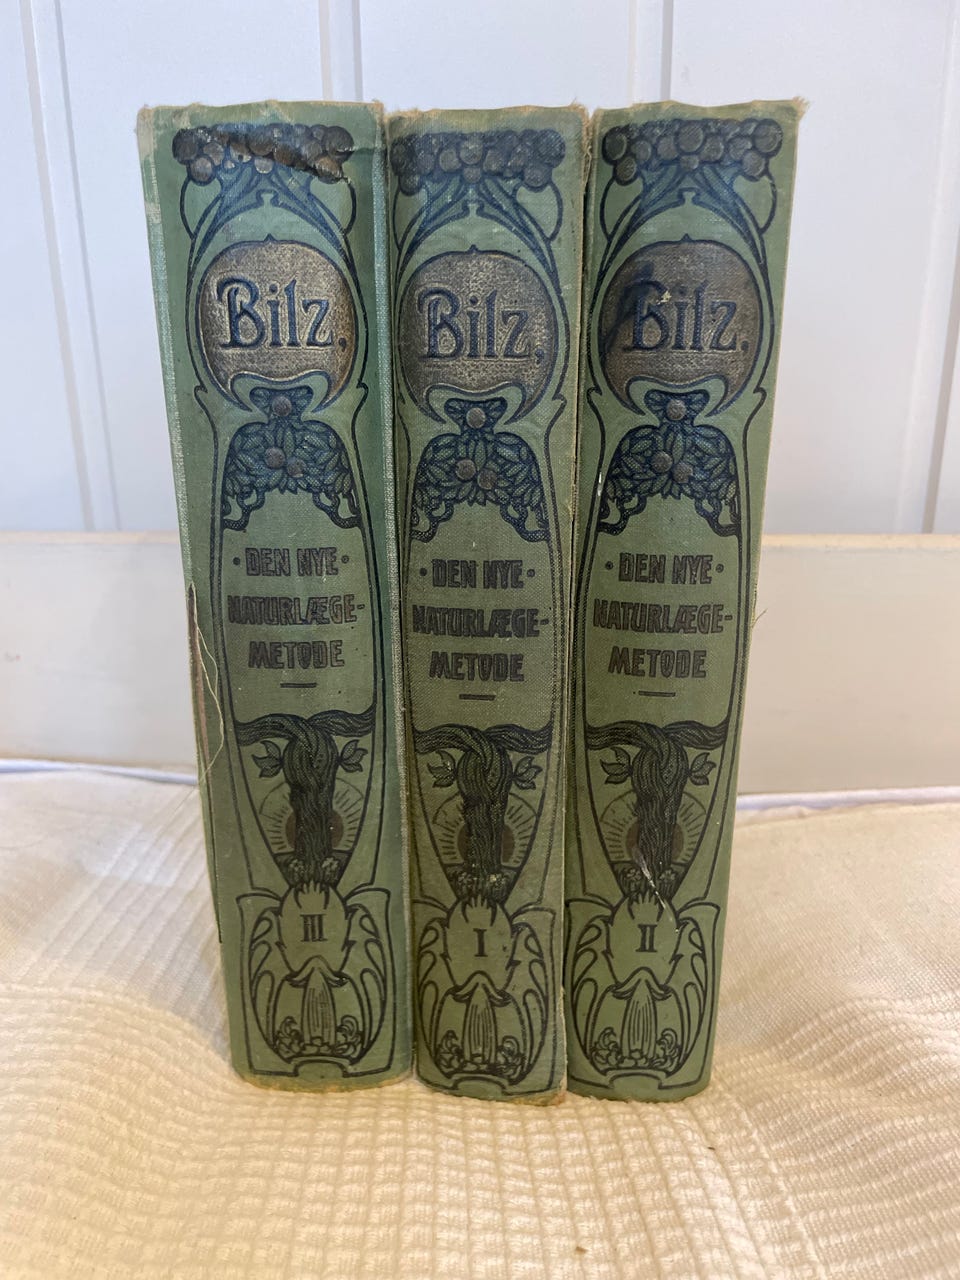 Bilz,
· DEN NYE ·
NATURLÆGE-
METODE
III
Bilz,
· DEN NYE ·
NATURLÆGE-
METODE
I
Bilz,
· DEN NYE ·
NATURLÆGE-
METODE
II